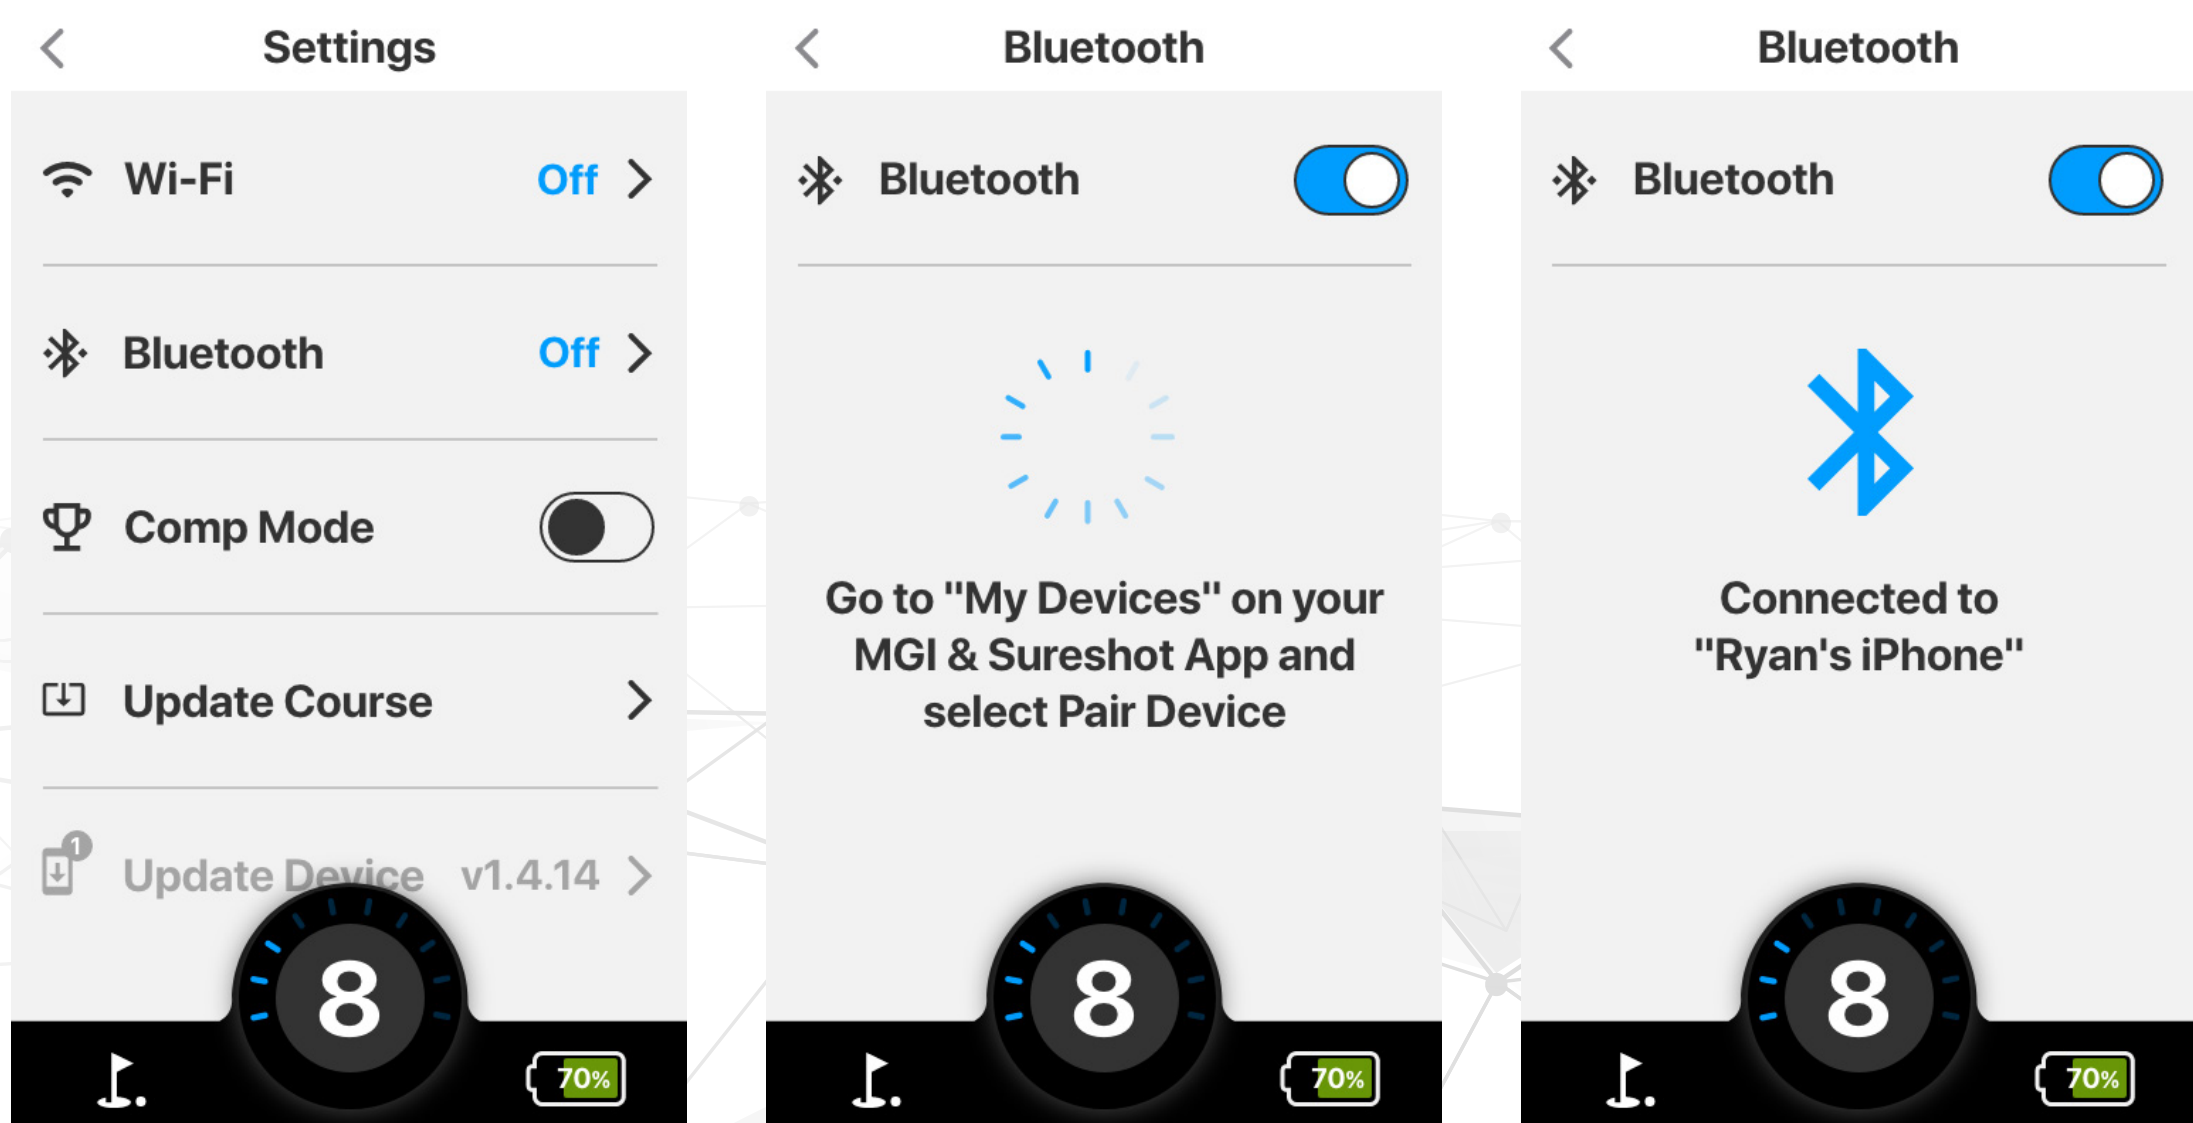 Settings
Wi-Fi Off
Bluetooth Off
Comp Mode
Update Course
1
Update Device v1.4.14
8
70%
Bluetooth
Bluetooth
Go to "My Devices" on your
MGI & Sureshot App and
select Pair Device
8
70%
Bluetooth
Bluetooth
Connected to
"Ryan's iPhone"
8
70%